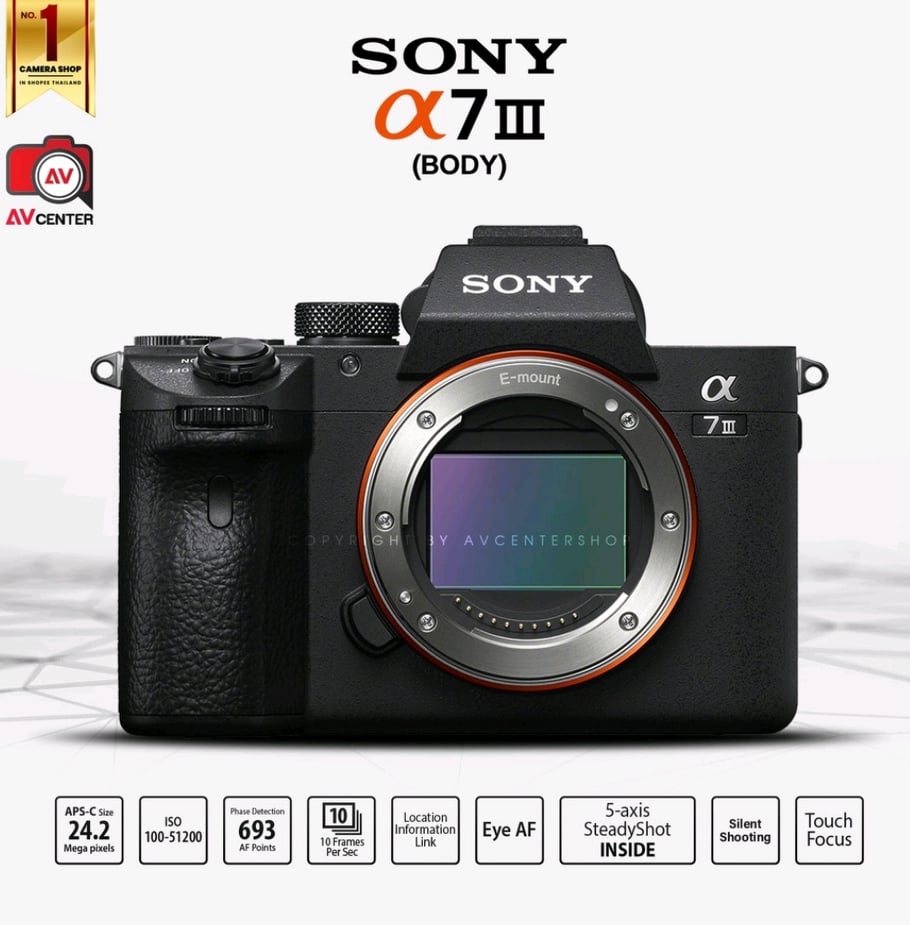 NO. 1
CAMERA SHOP
IN SHOPEE THAILAND
AV
AVCENTER
SONY
α7III
(BODY)
SONY
E-mount
α
7III
ON
OFF
COPYRIGHT BY AVCENTERSHOP
APS-C Size
24.2
Mega pixels
ISO
100-51200
Phase Detection
693
AF Points
10
10 Frames
Per Sec
Location
Information
Link
Eye AF
5-axis
SteadyShot
INSIDE
Silent
Shooting
Touch
Focus